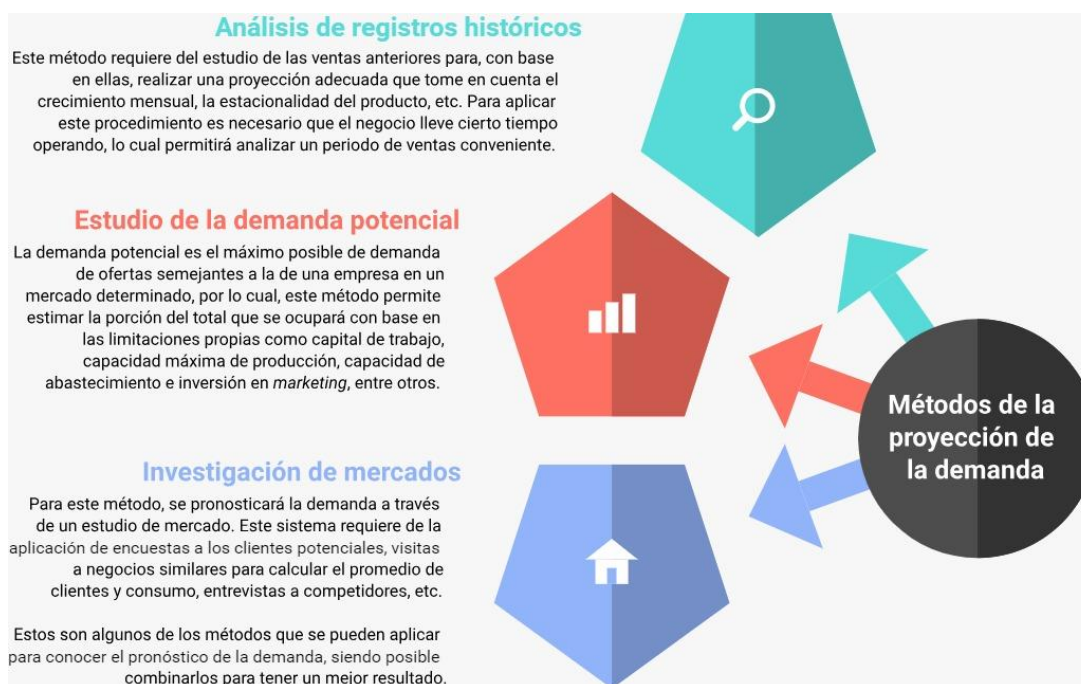 Análisis de registros históricos
Este método requiere del estudio de las ventas anteriores para, con base
en ellas, realizar una proyección adecuada que tome en cuenta el
crecimiento mensual, la estacionalidad del producto, etc. Para aplicar
este procedimiento es necesario que el negocio lleve cierto tiempo
operando, lo cual permitirá analizar un periodo de ventas conveniente.
Estudio de la demanda potencial
La demanda potencial es el máximo posible de demanda
de ofertas semejantes a la de una empresa en un
mercado determinado, por lo cual, este método permite
estimar la porción del total que se ocupará con base en
las limitaciones propias como capital de trabajo,
capacidad máxima de producción, capacidad de
abastecimiento e inversión en marketing, entre otros.
Investigación de mercados
Para este método, se pronosticará la demanda a través
de un estudio de mercado. Este sistema requiere de la
aplicación de encuestas a los clientes potenciales, visitas
a negocios similares para calcular el promedio de
clientes y consumo, entrevistas a competidores, etc.
Estos son algunos de los métodos que se pueden aplicar
para conocer el pronóstico de la demanda, siendo posible
combinarlos para tener un mejor resultado.
Métodos de la
proyección de
la demanda